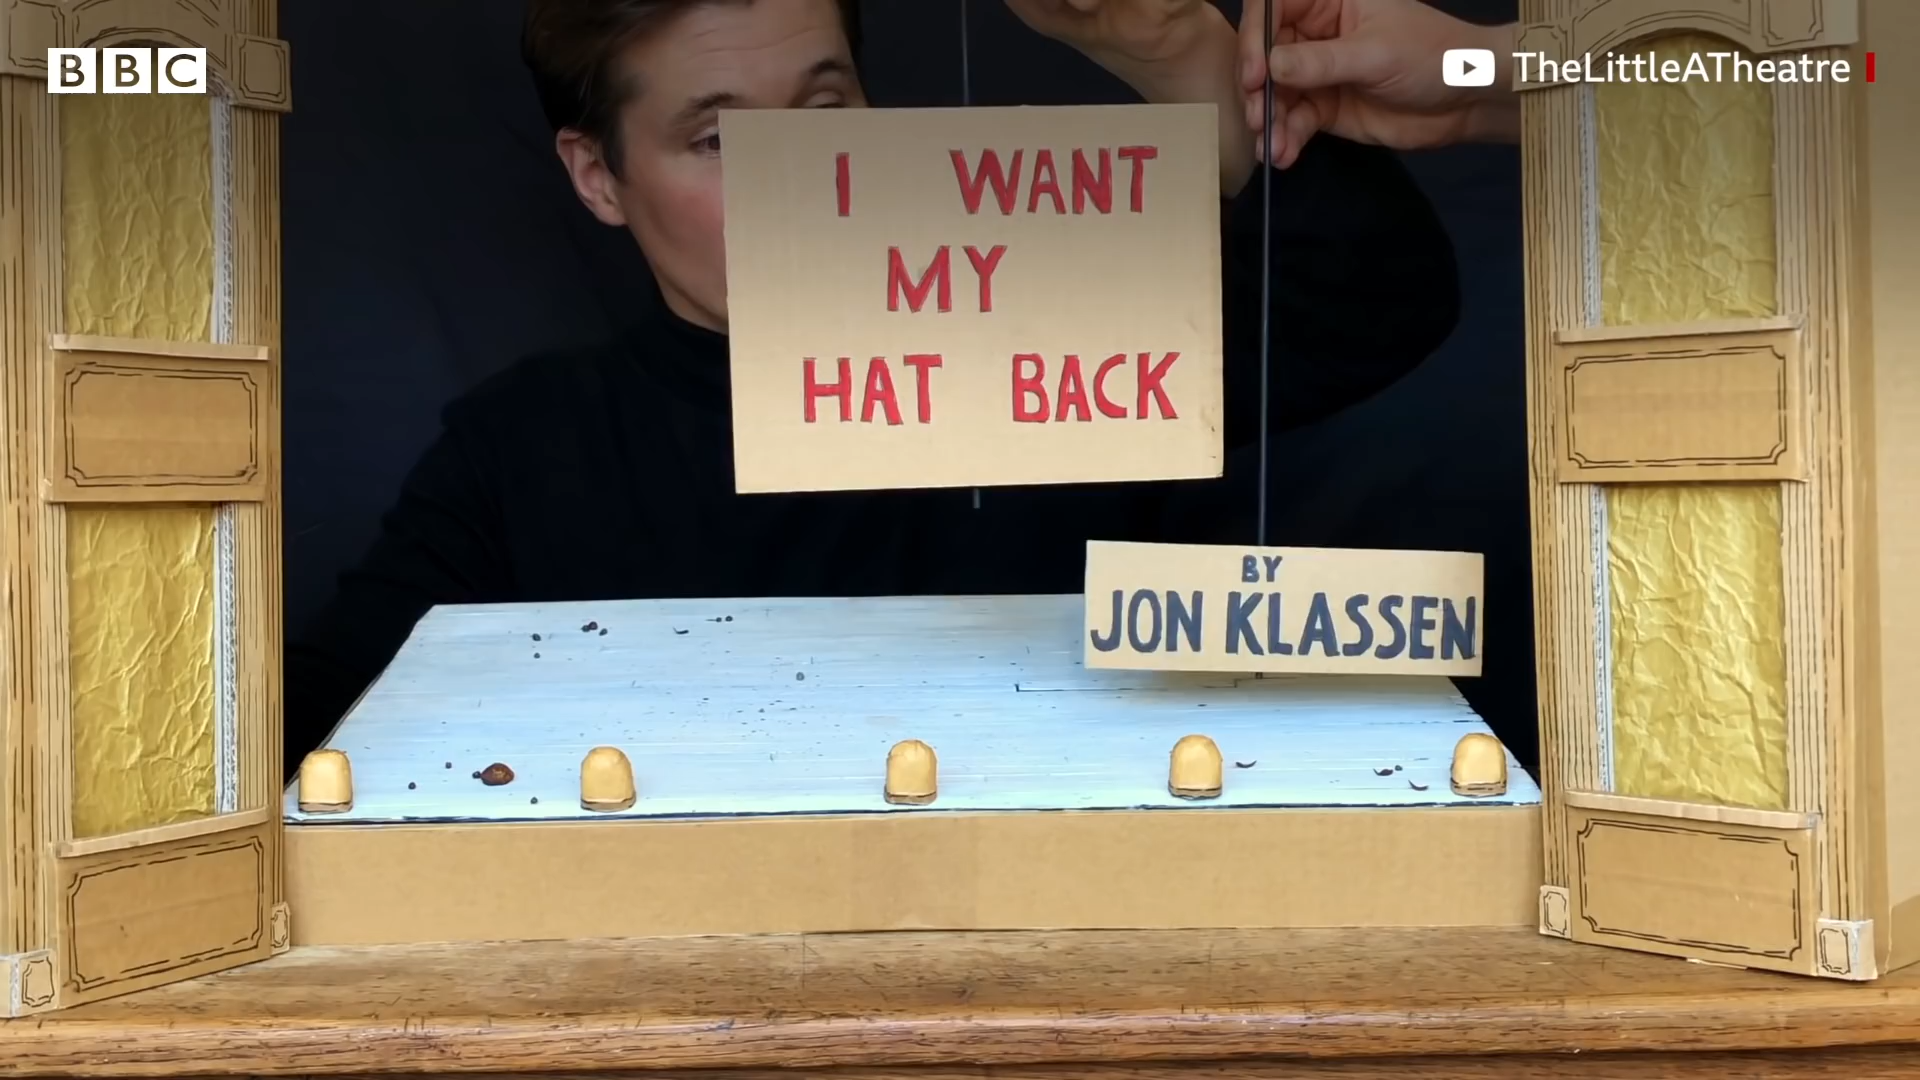 BBC
TheLittleATheatre
I WANT
MY
HAT BACK
BY
JON KLASSEN